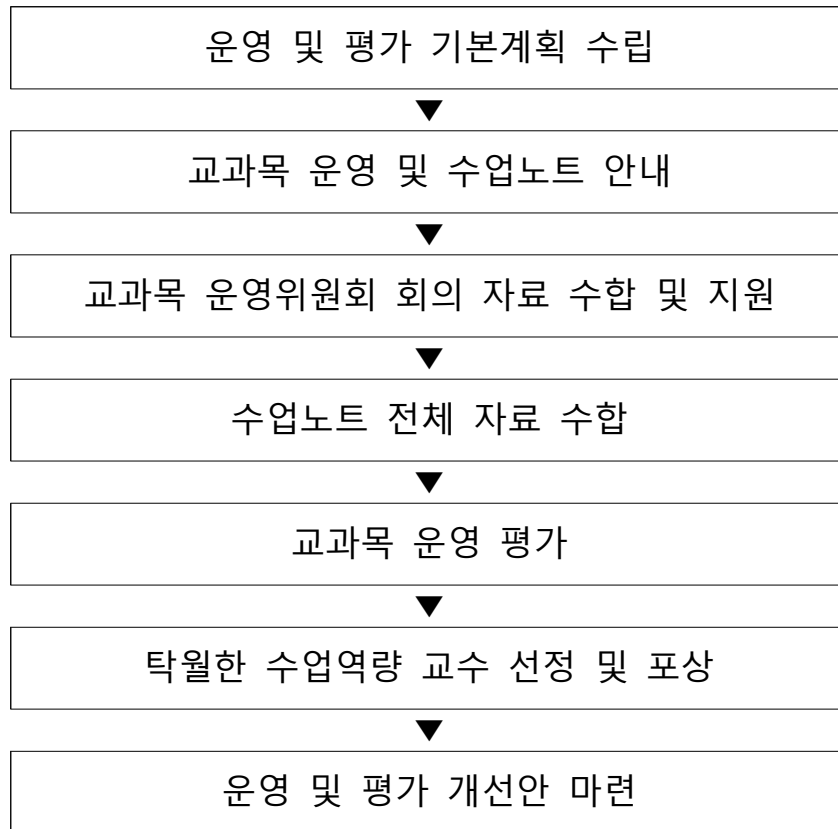 운영 및 평가 기본계획 수립
▼
교과목 운영 및 수업노트 안내
▼
교과목 운영위원회 회의 자료 수합 및 지원
▼
수업노트 전체 자료 수합
▼
교과목 운영 평가
▼
탁월한 수업역량 교수 선정 및 포상
▼
운영 및 평가 개선안 마련